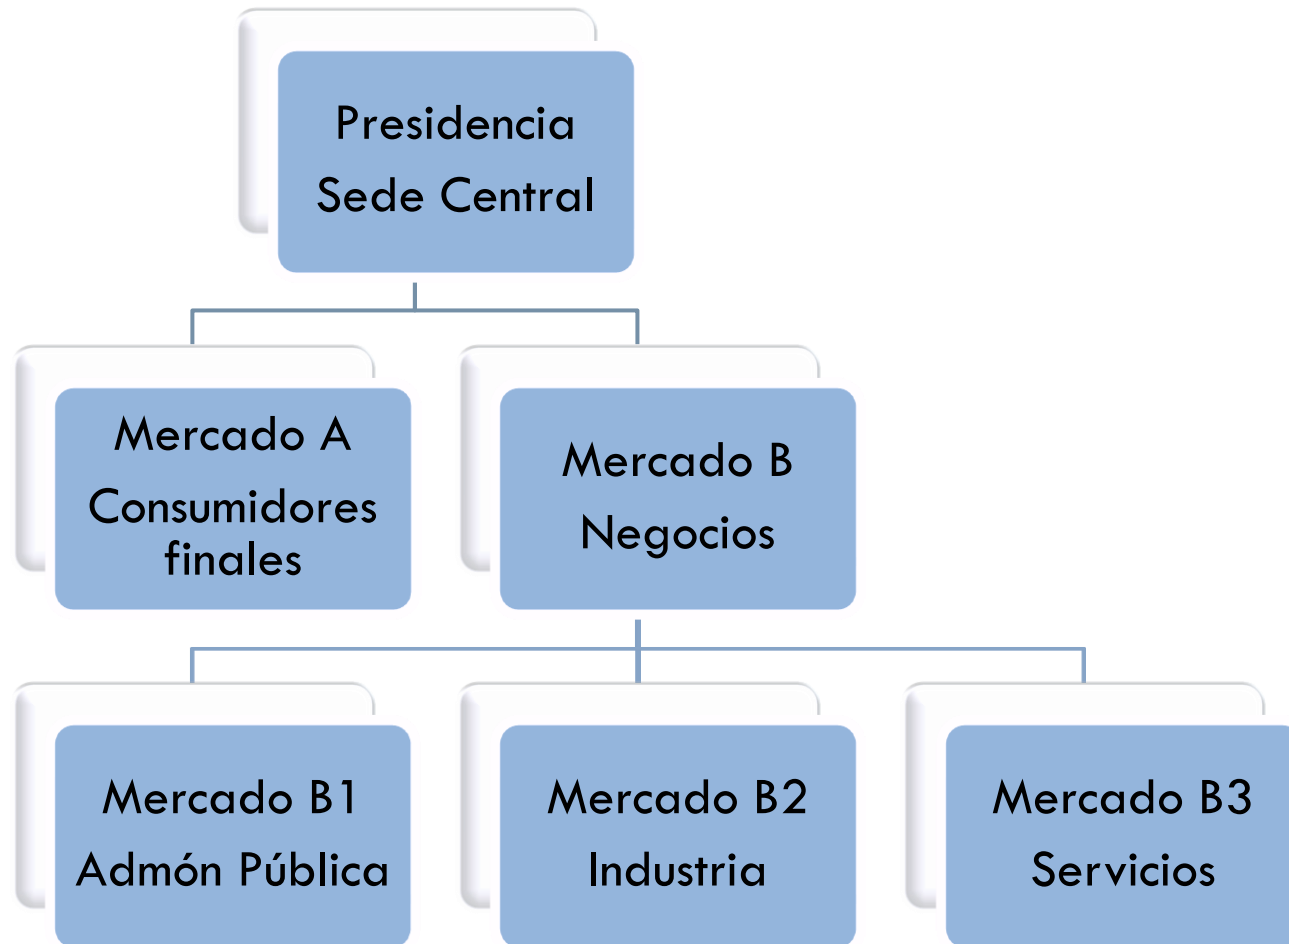 Presidencia
Sede Central
Mercado A
Consumidores
finales
Mercado B
Negocios
Mercado B1
Admón Pública
Mercado B2
Industria
Mercado B3
Servicios